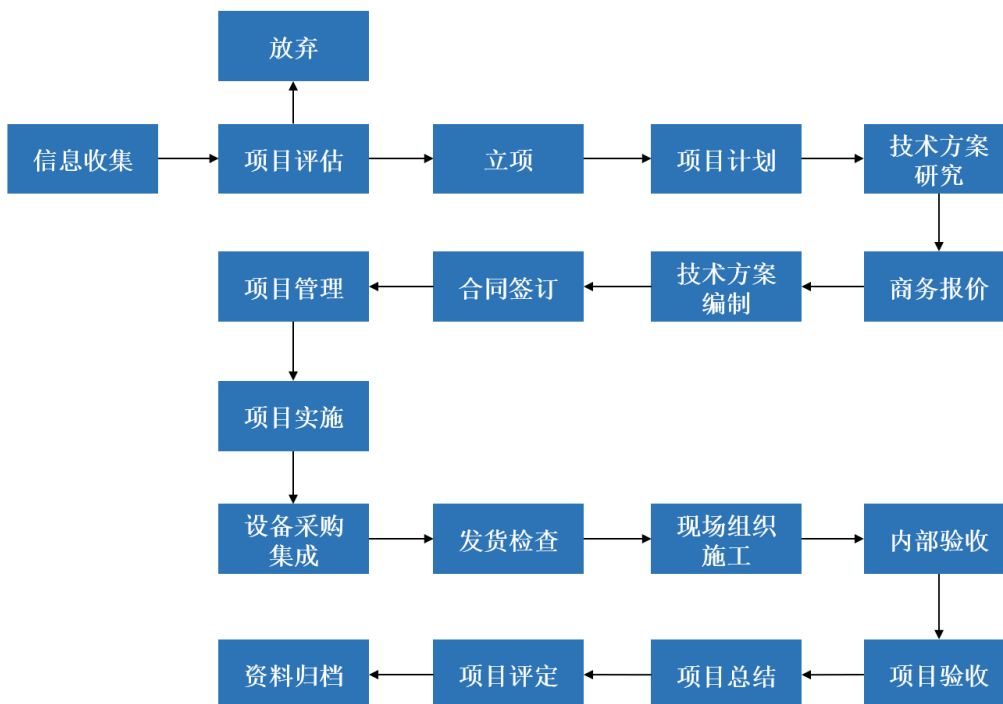 放弃
信息收集
项目评估
立项
项目计划
技术方案
研究
项目管理
合同签订
技术方案
编制
商务报价
项目实施
设备采购
集成
发货检查
现场组织
施工
内部验收
资料归档
项目评定
项目总结
项目验收